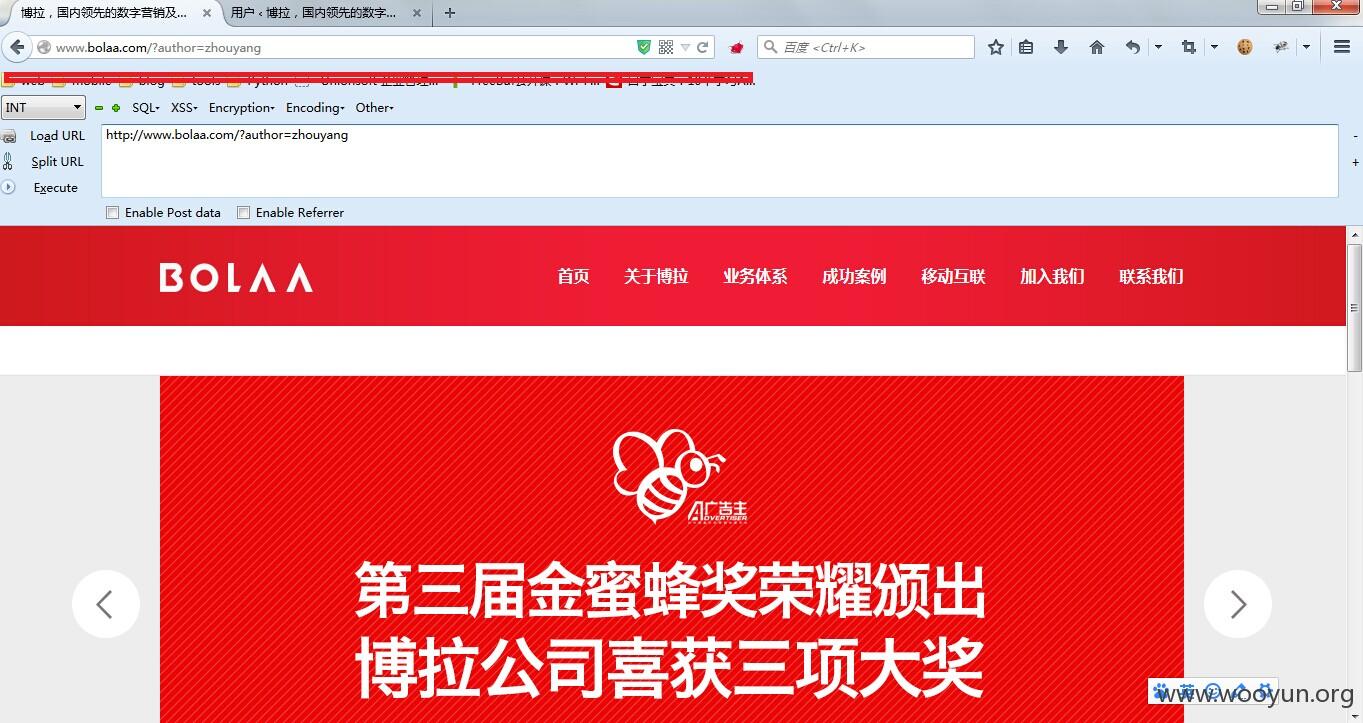 博拉，国内领先的数字营销及... 用户 ‹ 博拉，国内领先的数字...
www.bolaa.com/?author=zhouyang 百度 <Ctrl+K>
INT SQL XSS Encryption Encoding Other
Load URL http://www.bolaa.com/?author=zhouyang
Split URL
Execute
Enable Post data Enable Referrer
BOLAA 首页 关于博拉 业务体系 成功案例 移动互联 加入我们 联系我们
A广告主
ADVERTISER
第三届金蜜蜂奖荣耀颁出
博拉公司喜获三项大奖
www.wooyun.org